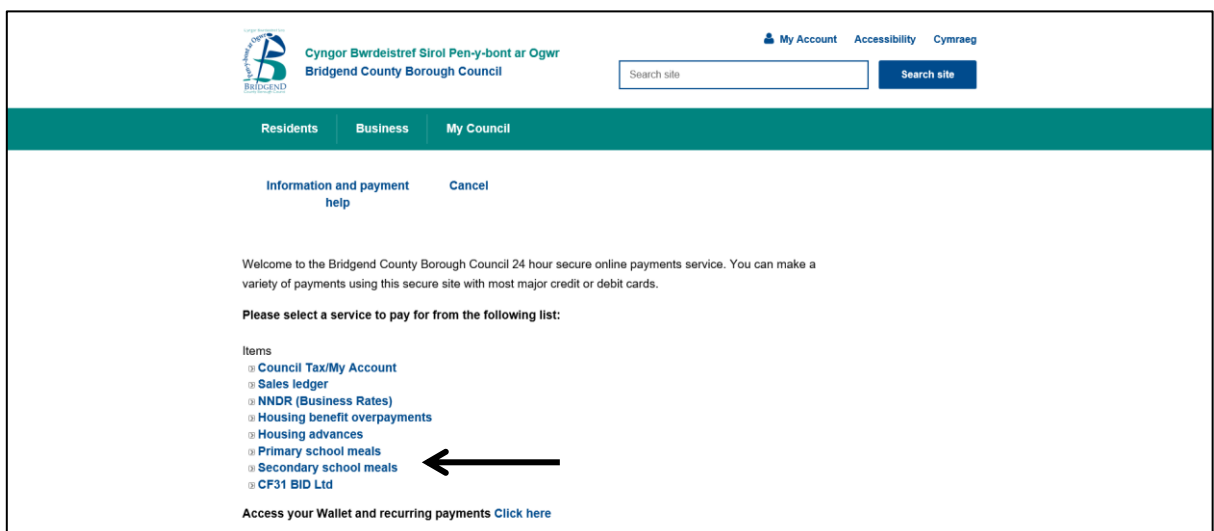 Cyngor Bwrdeistref Sirol Pen-y-bont ar Ogwr
Bridgend County Borough Council
BRIDGEND
My Account Accessibility Cymraeg
Search site Search site
Residents Business My Council
Information and payment help Cancel
Welcome to the Bridgend County Borough Council 24 hour secure online payments service. You can make a
variety of payments using this secure site with most major credit or debit cards.
Please select a service to pay for from the following list:
Items
Council Tax/My Account
Sales ledger
NNDR (Business Rates)
Housing benefit overpayments
Housing advances
Primary school meals
Secondary school meals
CF31 BID Ltd
Access your Wallet and recurring payments Click here